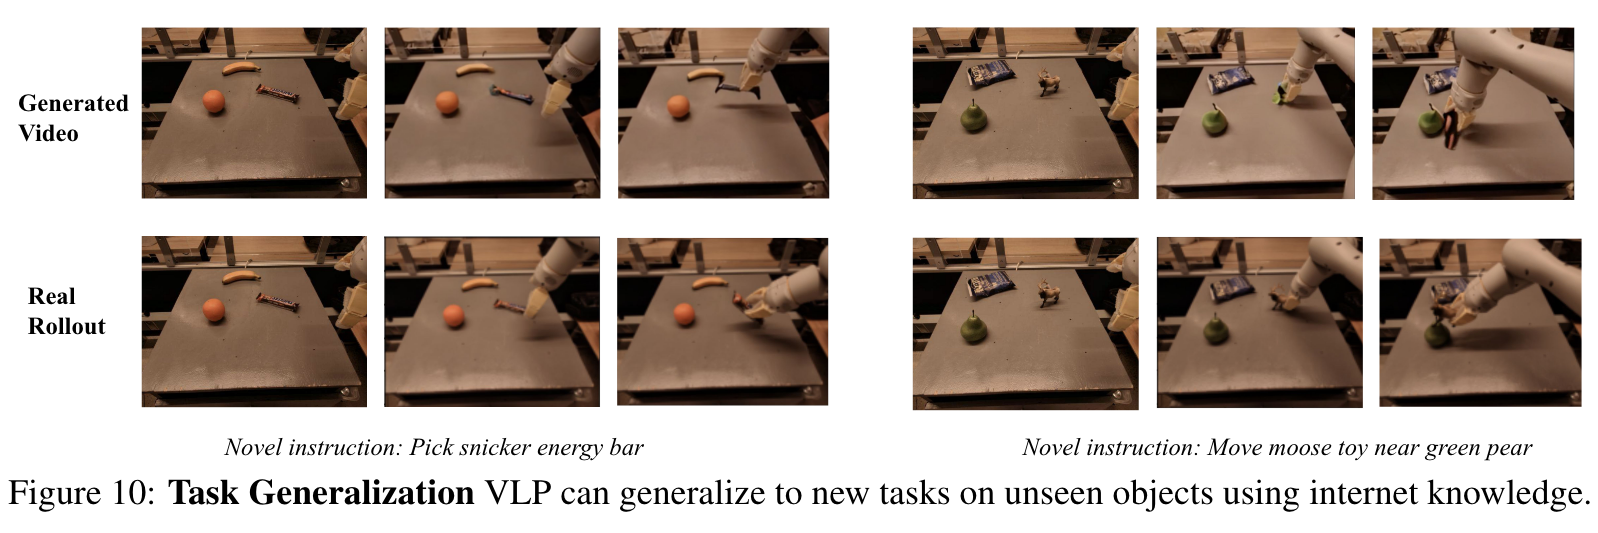 Generated
Video
Real
Rollout
Novel instruction: Pick snicker energy bar
Novel instruction: Move moose toy near green pear
Figure 10: Task Generalization VLP can generalize to new tasks on unseen objects using internet knowledge.